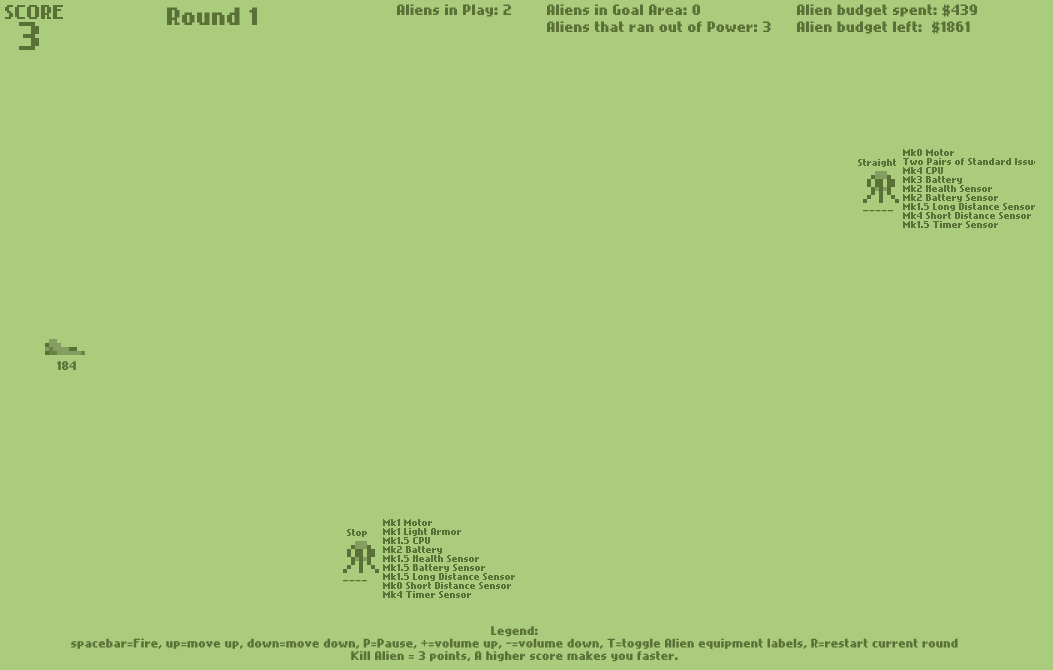 SCORE
3
Round 1
Aliens in Play: 2
Aliens in Goal Area: 0
Aliens that ran out of Power: 3
Alien budget spent: $439
Alien budget left: $1861
Straight
Mk0 Motor
Two Pairs of Standard Issu
Mk4 CPU
Mk3 Battery
Mk2 Health Sensor
Mk2 Battery Sensor
Mk1.5 Long Distance Sensor
Mk4 Short Distance Sensor
Mk1.5 Timer Sensor
-----
184
Stop
Mk1 Motor
Mk1 Light Armor
Mk1.5 CPU
Mk2 Battery
Mk1.5 Health Sensor
Mk1.5 Battery Sensor
Mk1.5 Long Distance Sensor
Mk0 Short Distance Sensor
Mk4 Timer Sensor
----
Legend:
spacebar=Fire, up=move up, down=move down, P=Pause, +=volume up, -=volume down, T=toggle Alien equipment labels, R=restart current round
Kill Alien = 3 points, A higher score makes you faster.